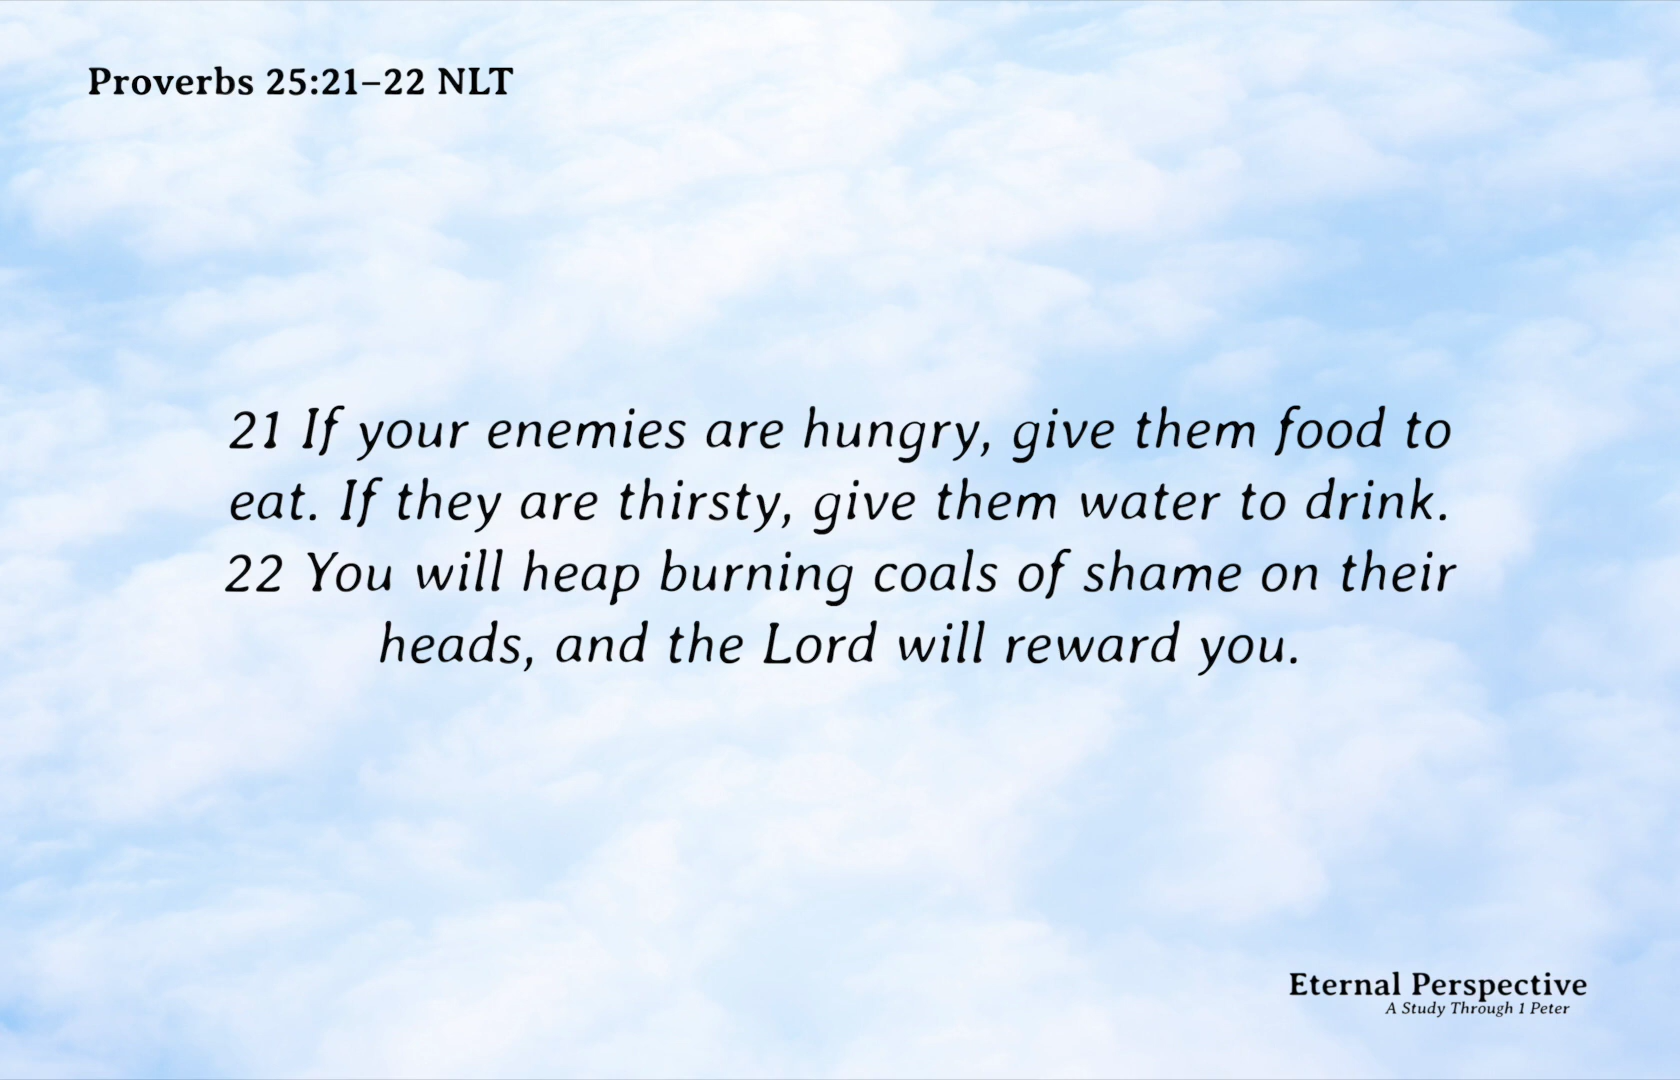 Proverbs 25:21–22 NLT
21 If your enemies are hungry, give them food to
eat. If they are thirsty, give them water to drink.
22 You will heap burning coals of shame on their
heads, and the Lord will reward you.
Eternal Perspective
A Study Through 1 Peter